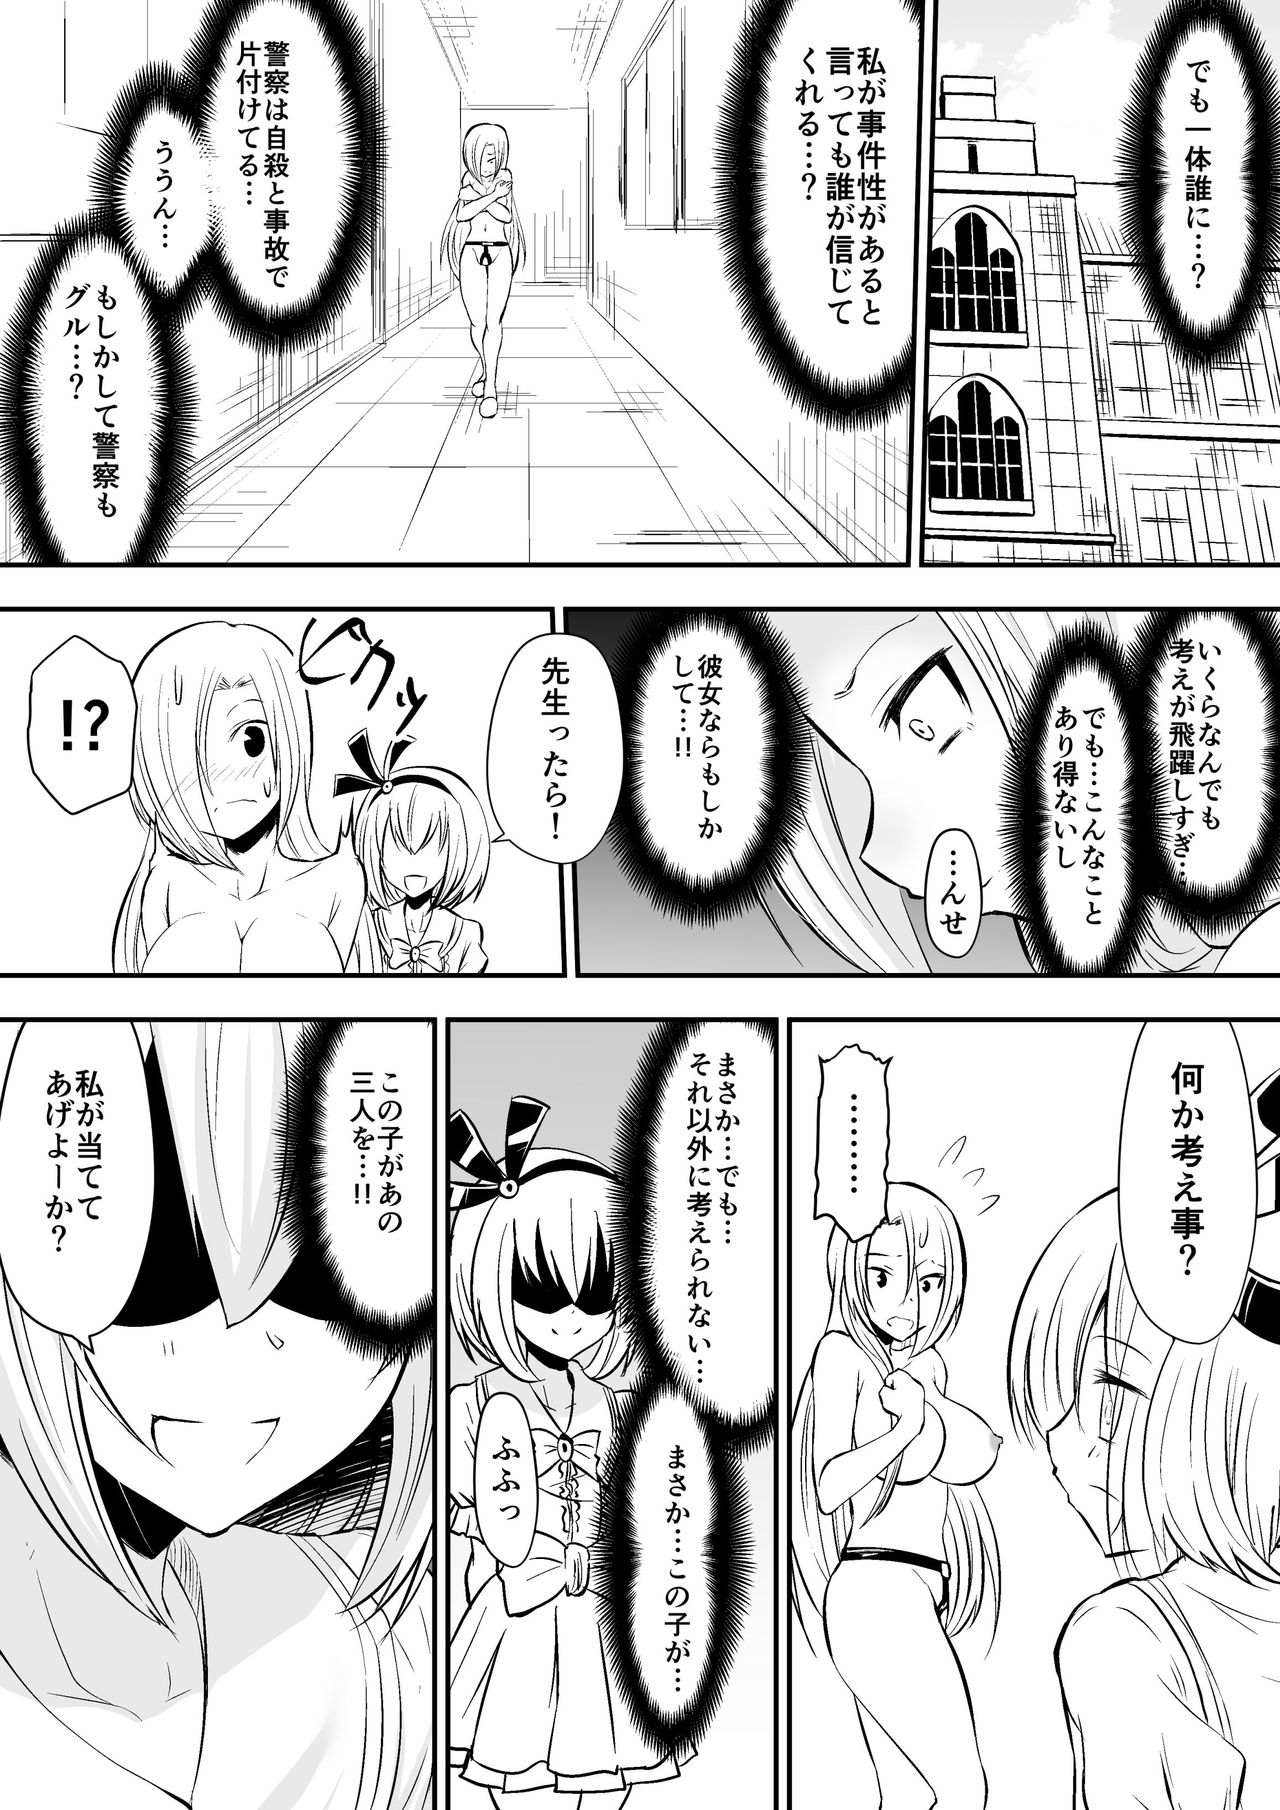 でも一体誰に…?
私が事件性があると
言っても誰が信じて
くれる…?
警察は自殺と事故で
片付けてる…
ううん…
もしかして警察も
グル…?
いくらなんでも
考えが飛躍しすぎ…
でも…こんなこと
あり得ないし
…んせ
彼女ならもしか
して…!!
先生ったら!
ビクッ
!?
何か考え事?
………
まさか…でも…
それ以外に考えられない…
まさか…この子が…
ふふっ
この子があの
三人を…!!
私が当てて
あげよーか?